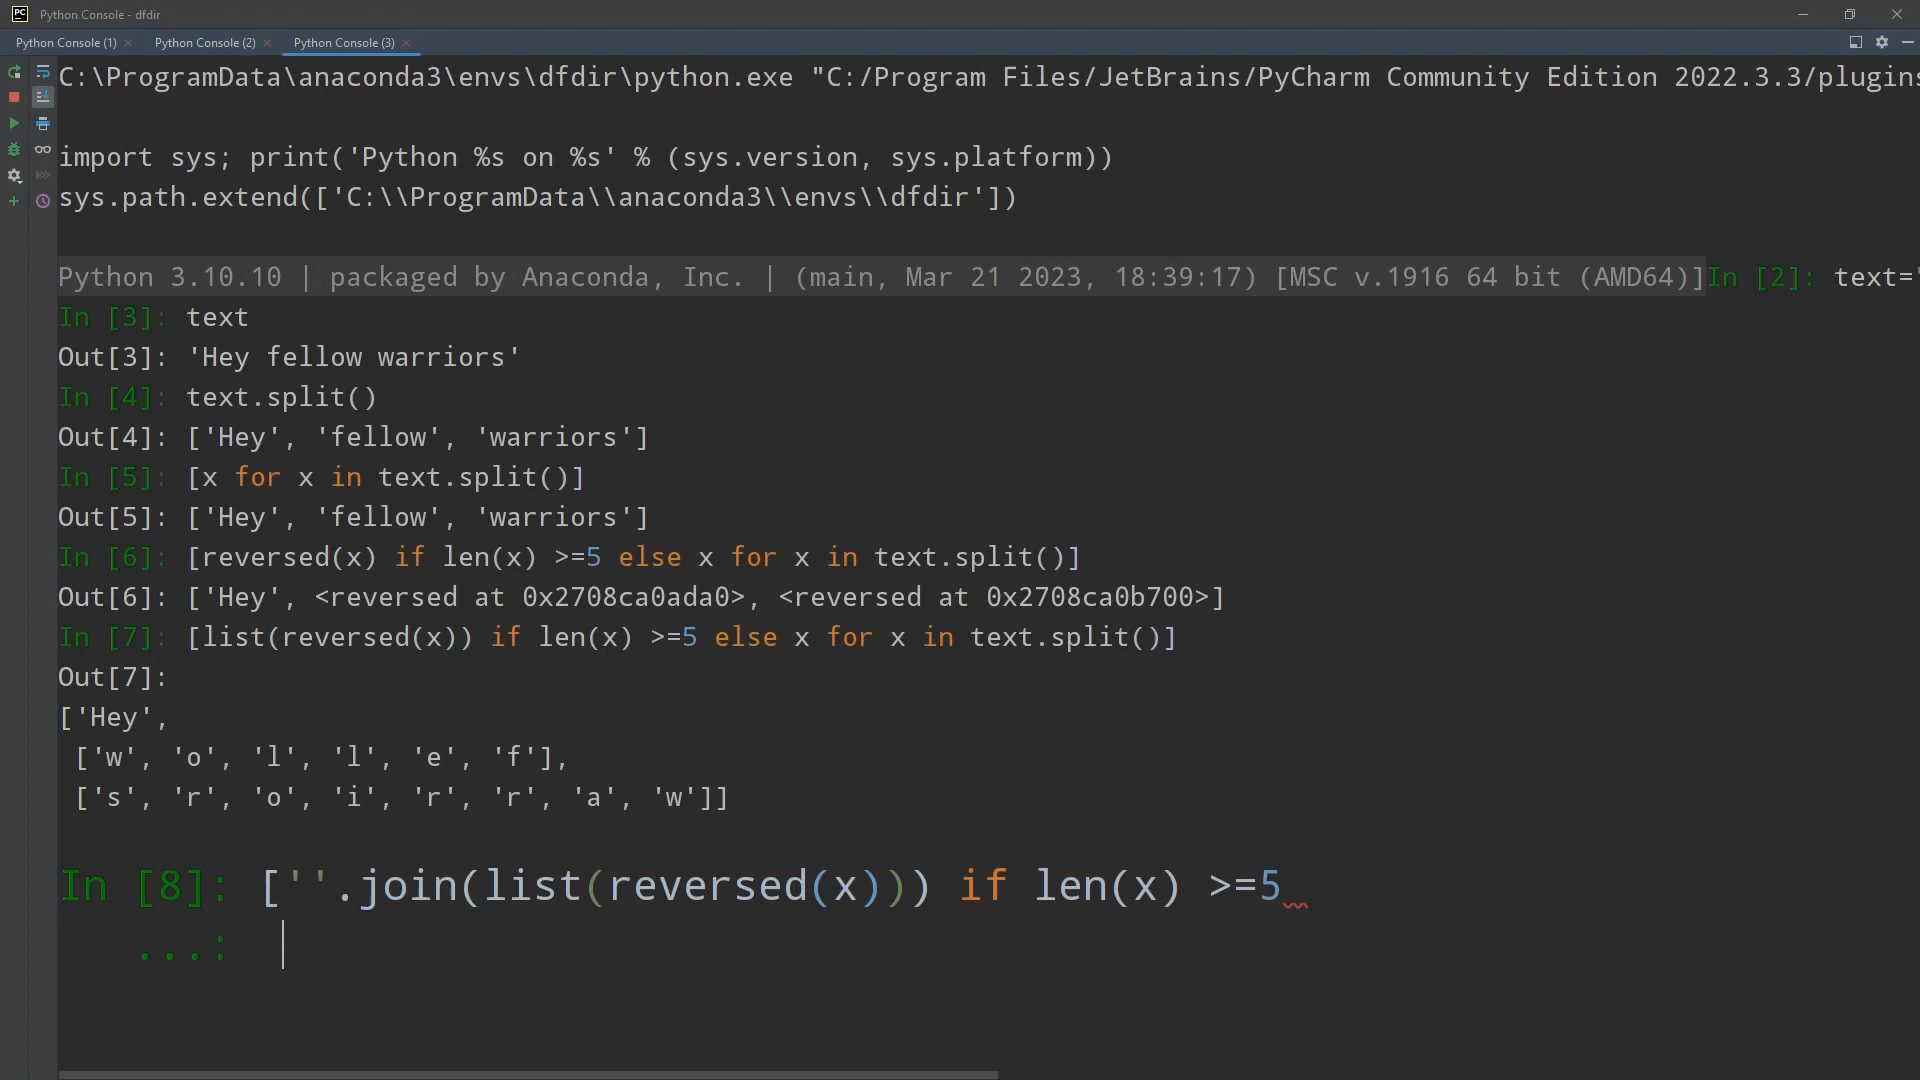 Python Console - dfdir
Python Console (1) Python Console (2) Python Console (3)
C:\ProgramData\anaconda3\envs\dfdir\python.exe "C:/Program Files/JetBrains/PyCharm Community Edition 2022.3.3/plugins
import sys; print('Python %s on %s' % (sys.version, sys.platform))
sys.path.extend(['C:\\ProgramData\\anaconda3\\envs\\dfdir'])
Python 3.10.10 | packaged by Anaconda, Inc. | (main, Mar 21 2023, 18:39:17) [MSC v.1916 64 bit (AMD64)]In [2]: text='
In [3]: text
Out[3]: 'Hey fellow warriors'
In [4]: text.split()
Out[4]: ['Hey', 'fellow', 'warriors']
In [5]: [x for x in text.split()]
Out[5]: ['Hey', 'fellow', 'warriors']
In [6]: [reversed(x) if len(x) >=5 else x for x in text.split()]
Out[6]: ['Hey', <reversed at 0x2708ca0ada0>, <reversed at 0x2708ca0b700>]
In [7]: [list(reversed(x)) if len(x) >=5 else x for x in text.split()]
Out[7]:
['Hey',
 ['w', 'o', 'l', 'l', 'e', 'f'],
 ['s', 'r', 'o', 'i', 'r', 'r', 'a', 'w']]
In [8]: [''.join(list(reversed(x))) if len(x) >=5
...: